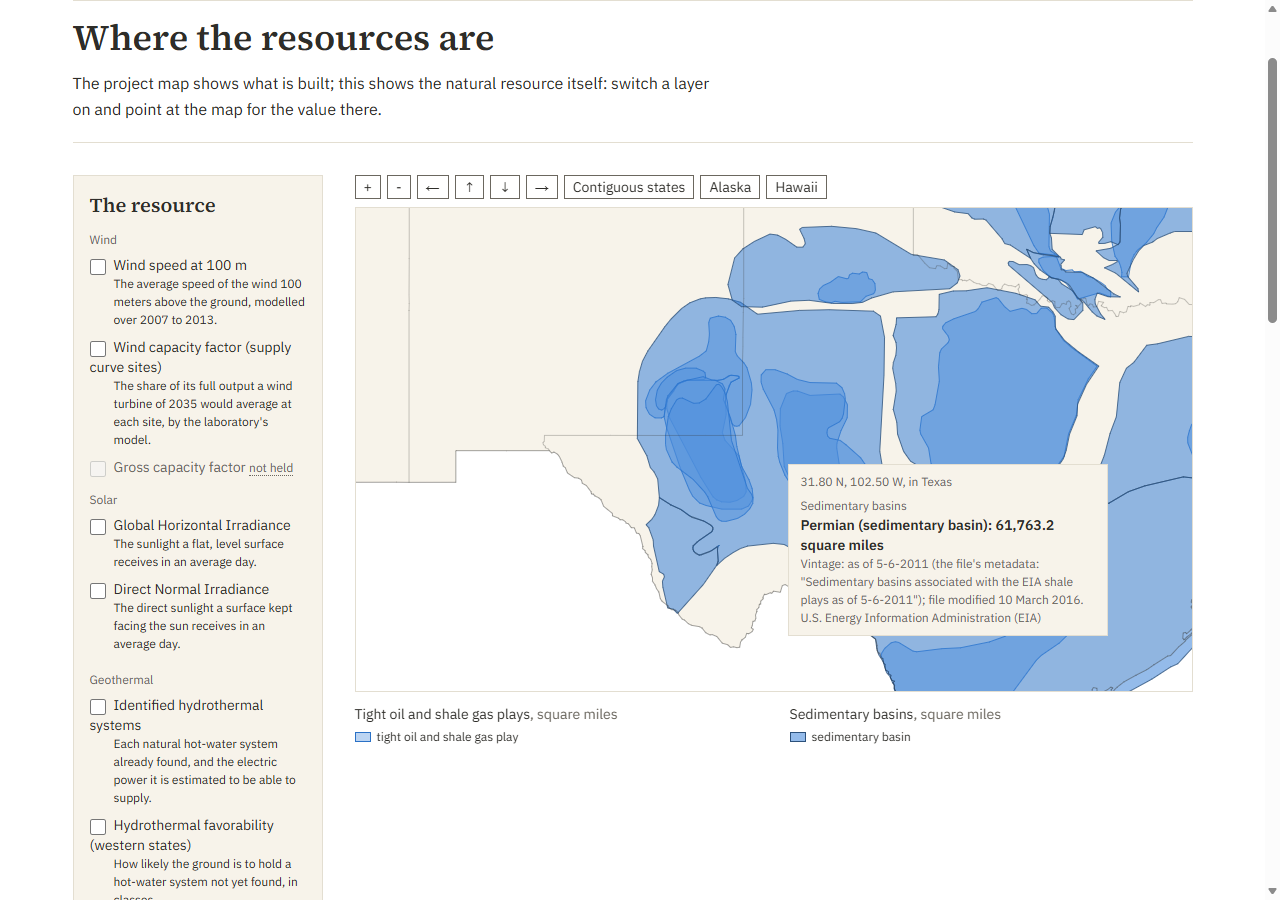 Where the resources are
The project map shows what is built; this shows the natural resource itself: switch a layer
on and point at the map for the value there.
The resource
Wind
Wind speed at 100 m
The average speed of the wind 100
meters above the ground, modelled
over 2007 to 2013.
Wind capacity factor (supply
curve sites)
The share of its full output a wind
turbine of 2035 would average at
each site, by the laboratory's
model.
Gross capacity factor not held
Solar
Global Horizontal Irradiance
The sunlight a flat, level surface
receives in an average day.
Direct Normal Irradiance
The direct sunlight a surface kept
facing the sun receives in an
average day.
Geothermal
Identified hydrothermal
systems
Each natural hot-water system
already found, and the electric
power it is estimated to be able to
supply.
Hydrothermal favorability
(western states)
How likely the ground is to hold a
hot-water system not yet found, in
classes
+ - ← ↑ ↓ → Contiguous states Alaska Hawaii
31.80 N, 102.50 W, in Texas
Sedimentary basins
Permian (sedimentary basin): 61,763.2
square miles
Vintage: as of 5-6-2011 (the file's metadata:
"Sedimentary basins associated with the EIA shale
plays as of 5-6-2011"); file modified 10 March 2016.
U.S. Energy Information Administration (EIA)
Tight oil and shale gas plays, square miles
tight oil and shale gas play
Sedimentary basins, square miles
sedimentary basin